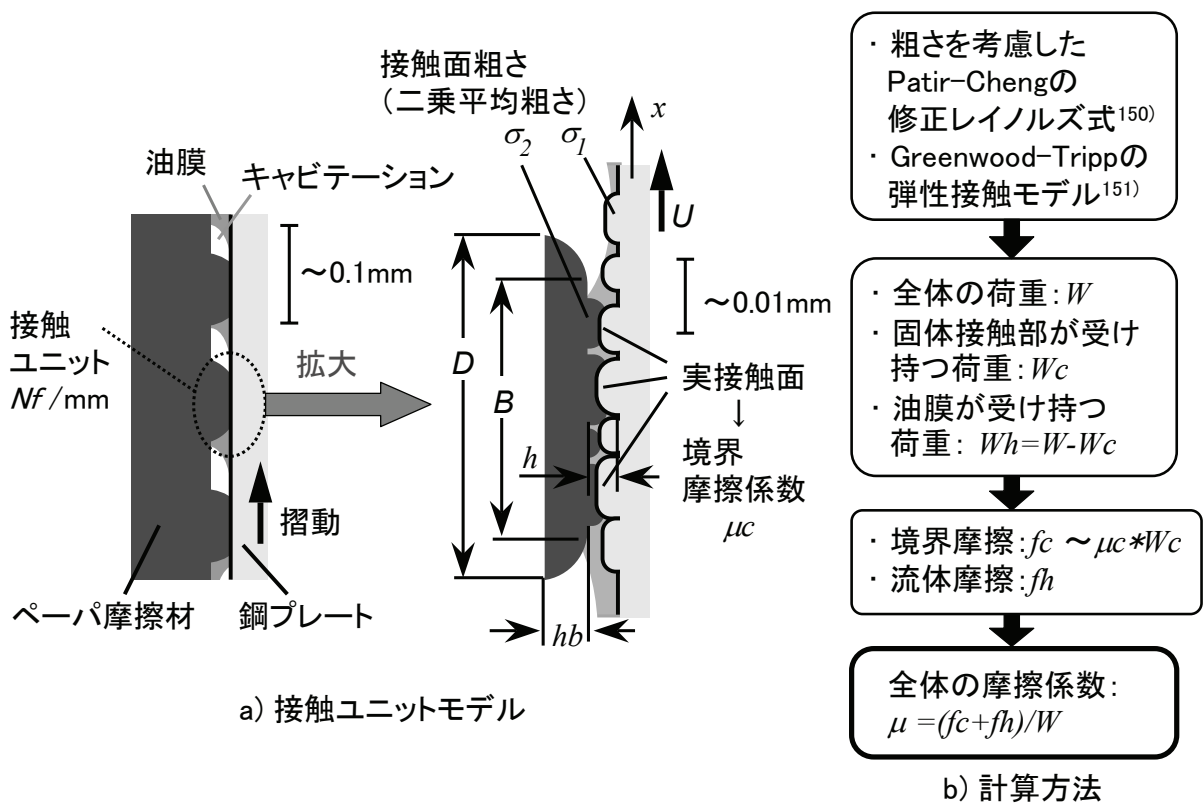 接触面粗さ
（二乗平均粗さ）
σ2
σ1
x
U
油膜
キャビテーション
～0.1mm
～0.01mm
接触
ユニット
Nf /mm
拡大
D
B
h
実接触面
↓
境界
摩擦係数
μc
摺動
ペーパ摩擦材
鋼プレート
hb
a) 接触ユニットモデル
・粗さを考慮した
Patir-Chengの
修正レイノルズ式150)
・Greenwood-Trippの
弾性接触モデル151)
・全体の荷重：W
・固体接触部が受け
持つ荷重：Wc
・油膜が受け持つ
荷重： Wh=W-Wc
・境界摩擦：fc ～μc*Wc
・流体摩擦：fh
全体の摩擦係数：
μ =(fc+fh)/W
b) 計算方法